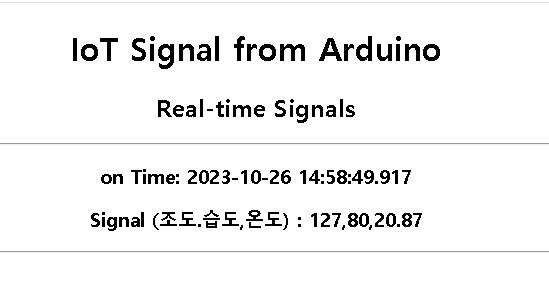 IoT Signal from Arduino
Real-time Signals
on Time: 2023-10-26 14:58:49.917
Signal (조도.습도,온도) : 127,80,20.87